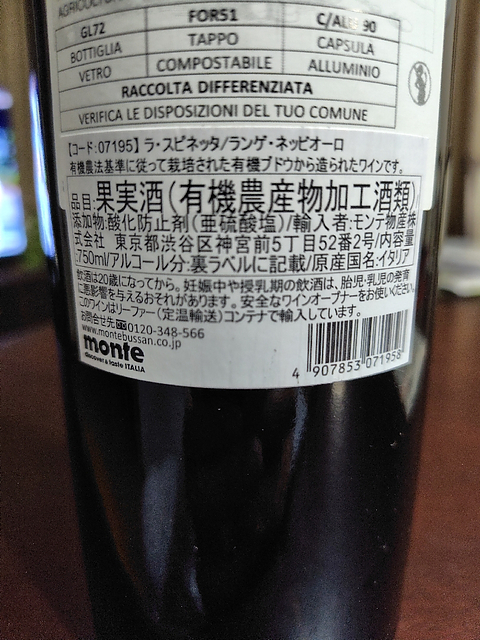 AGRICOLTUR
GL72 FOR51 C/ALU 90
BOTTIGLIA TAPPO CAPSULA
VETRO COMPOSTABILE ALLUMINIO
RACCOLTA DIFFERENZIATA
VERIFICA LE DISPOSIZIONI DEL TUO COMUNE
【コード:07195】ラ・スピネッタ/ランゲ・ネッビオーロ
有機農法基準に従って栽培された有機ブドウから造られたワインです。
品目:果実酒(有機農産物加工酒類)
添加物:酸化防止剤(亜硫酸塩)/輸入者:モンテ物産株
式会社 東京都渋谷区神宮前5丁目52番2号/内容量
:750ml/アルコール分:裏ラベルに記載/原産国名:イタリア
飲酒は20歳になってから。妊娠中や授乳期の飲酒は、胎児・乳児の発育
に悪影響を与えるおそれがあります。安全なワインオープナーをお使いください。
このワインはリーファー(定温輸送)コンテナで輸入しています。
お問合せ先 0120-348-566
www.montebussan.co.jp
monte
discover & taste ITALIA
4 907853 071958